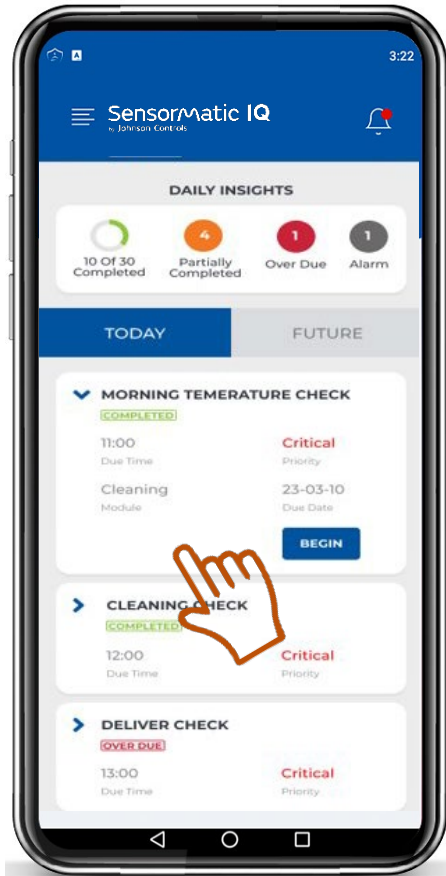 A
3:22
Sensormatic IQ
by Johnson Controls
DAILY INSIGHTS
4
1
1
10 Of 30
Completed
Partially
Completed
Over Due
Alarm
TODAY
FUTURE
MORNING TEMERATURE CHECK
COMPLETED
11:00
Critical
Due Time
Priority
Cleaning
23-03-10
Module
Due Date
BEGIN
CLEANING CHECK
COMPLETED
12:00
Critical
Due Time
Priority
DELIVER CHECK
OVER DUE
13:00
Critical
Due Time
Priority